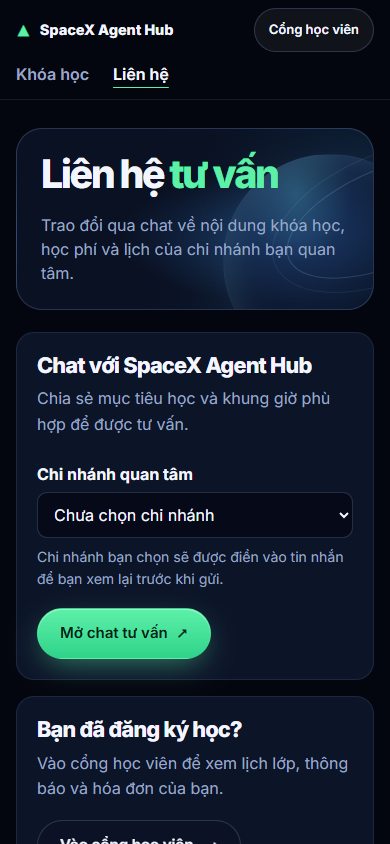 SpaceX Agent Hub
Cổng học viên
Khóa học
Liên hệ
Liên hệ tư vấn
Trao đổi qua chat về nội dung khóa học,
học phí và lịch của chi nhánh bạn quan
tâm.
Chat với SpaceX Agent Hub
Chia sẻ mục tiêu học và khung giờ phù
hợp để được tư vấn.
Chi nhánh quan tâm
Chưa chọn chi nhánh
Chi nhánh bạn chọn sẽ được điền vào tin nhắn
để bạn xem lại trước khi gửi.
Mở chat tư vấn ↗
Bạn đã đăng ký học?
Vào cổng học viên để xem lịch lớp, thông
báo và hóa đơn của bạn.
Vào cổng học viên